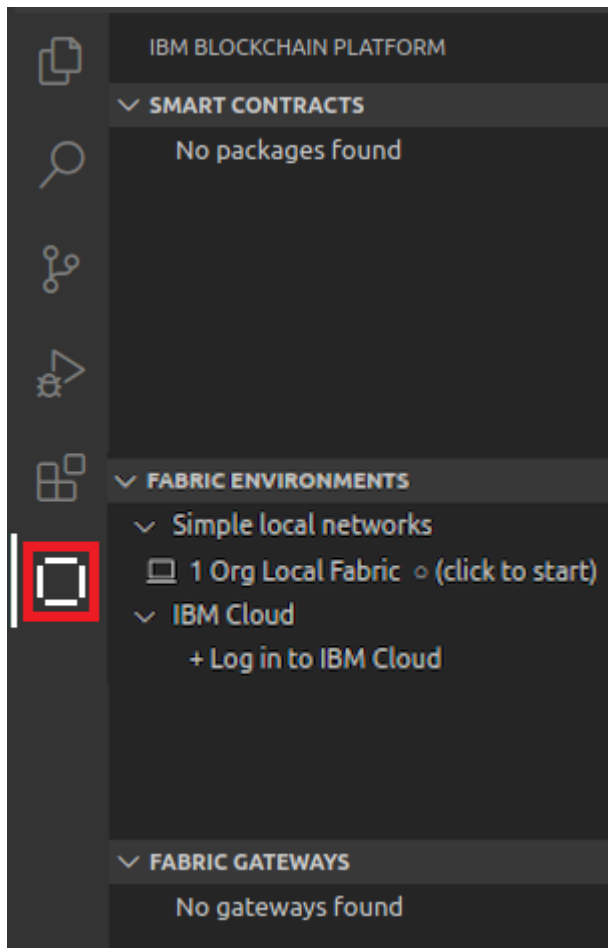 IBM BLOCKCHAIN PLATFORM
SMART CONTRACTS
No packages found
FABRIC ENVIRONMENTS
Simple local networks
1 Org Local Fabric ○ (click to start)
IBM Cloud
+ Log in to IBM Cloud
FABRIC GATEWAYS
No gateways found